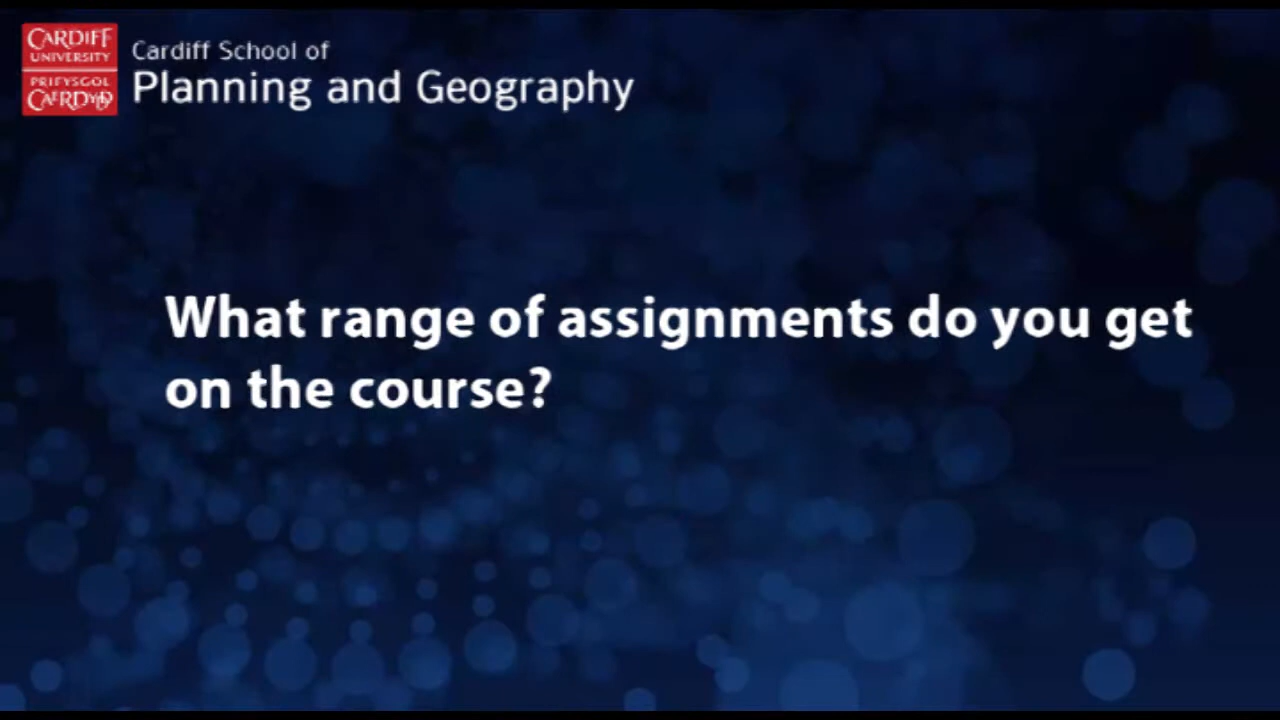 CARDIFF
UNIVERSITY
PRIFYSGOL
CAERDYDD
Cardiff School of
Planning and Geography
What range of assignments do you get
on the course?